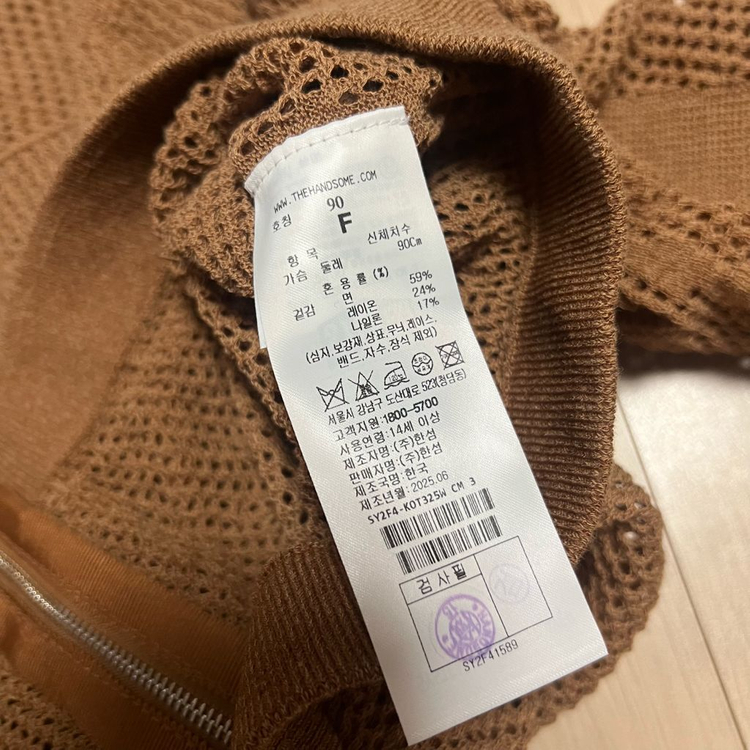 WWW.THEHANDSOME.COM
호칭 90
F
항 목 신체치수
가슴 둘레 90Cm
혼 용 률 (%)
겉감 면 59%
레이온 24%
나일론 17%
(심지,보강재,상표,무늬,레이스,
밴드,자수,장식 제외)
서울시 강남구 도산대로 523(청담동)
고객지원:1800-5700
사용연령:14세 이상
제조자명:(주)한섬
판매자명:(주)한섬
제조국명:한국
제조년월:2025.06
SY2F4-KOT325W CM 3
검 사 필
SY2F41589